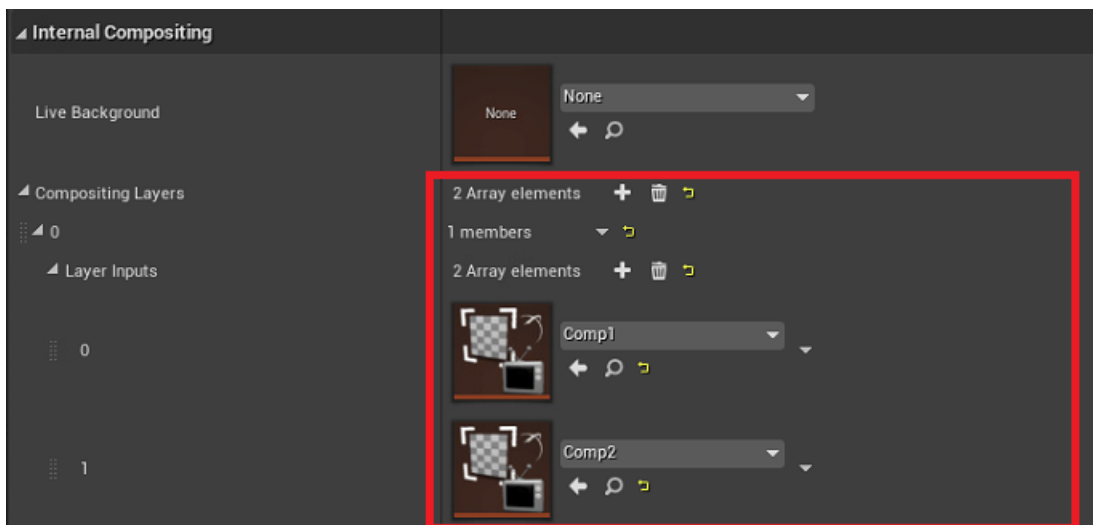 Internal Compositing
Live Background
None
None
Compositing Layers
2 Array elements
0
1 members
Layer Inputs
2 Array elements
0
Comp1
1
Comp2